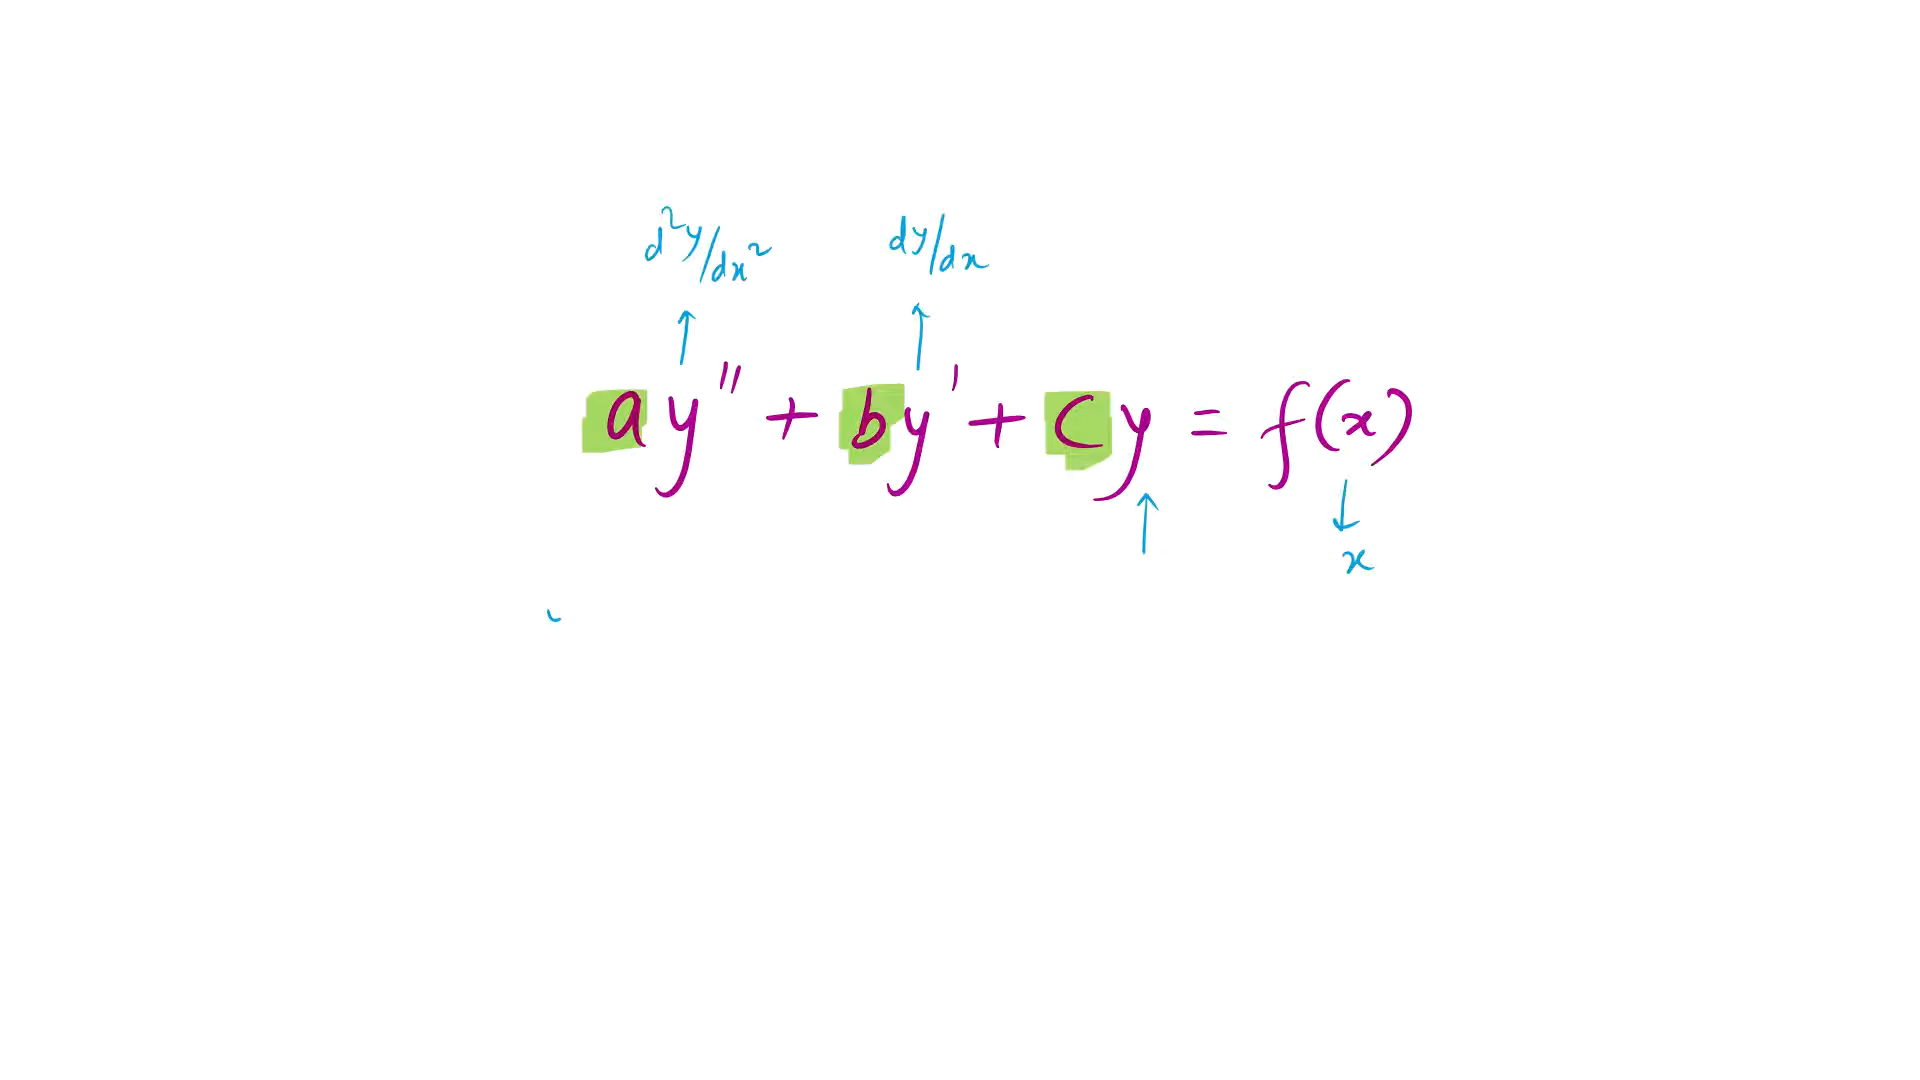 d²y/dx² dy/dx
ay'' + by' + cy = f(x)
x